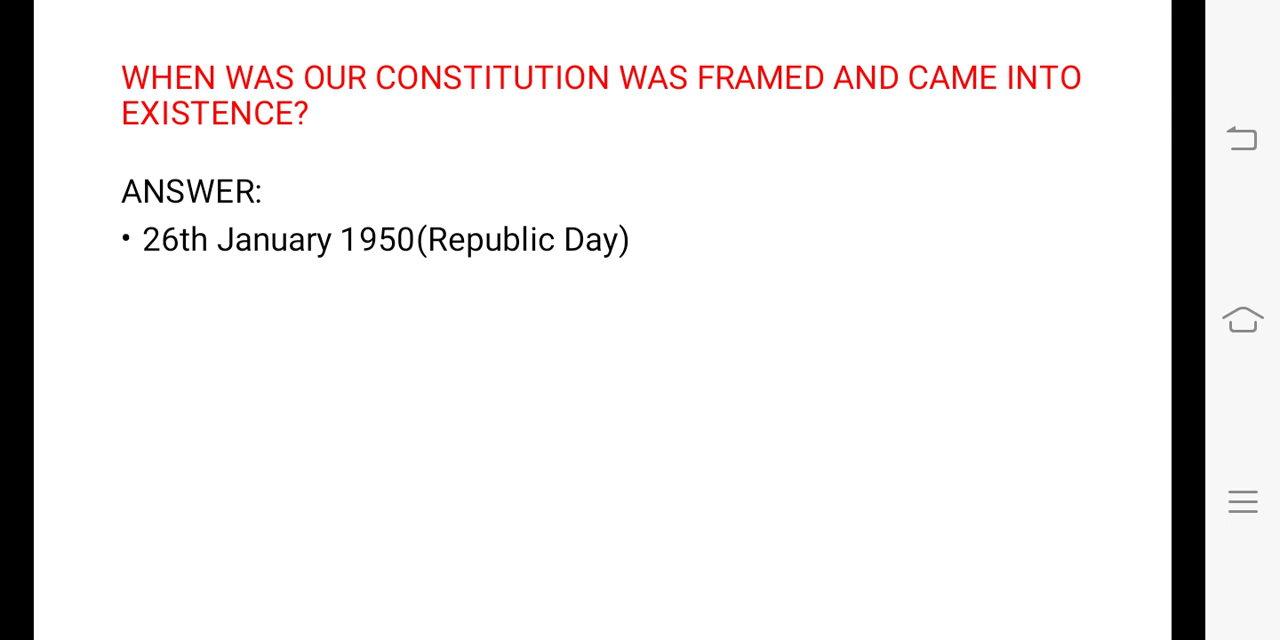 WHEN WAS OUR CONSTITUTION WAS FRAMED AND CAME INTO
EXISTENCE?
ANSWER:
• 26th January 1950(Republic Day)